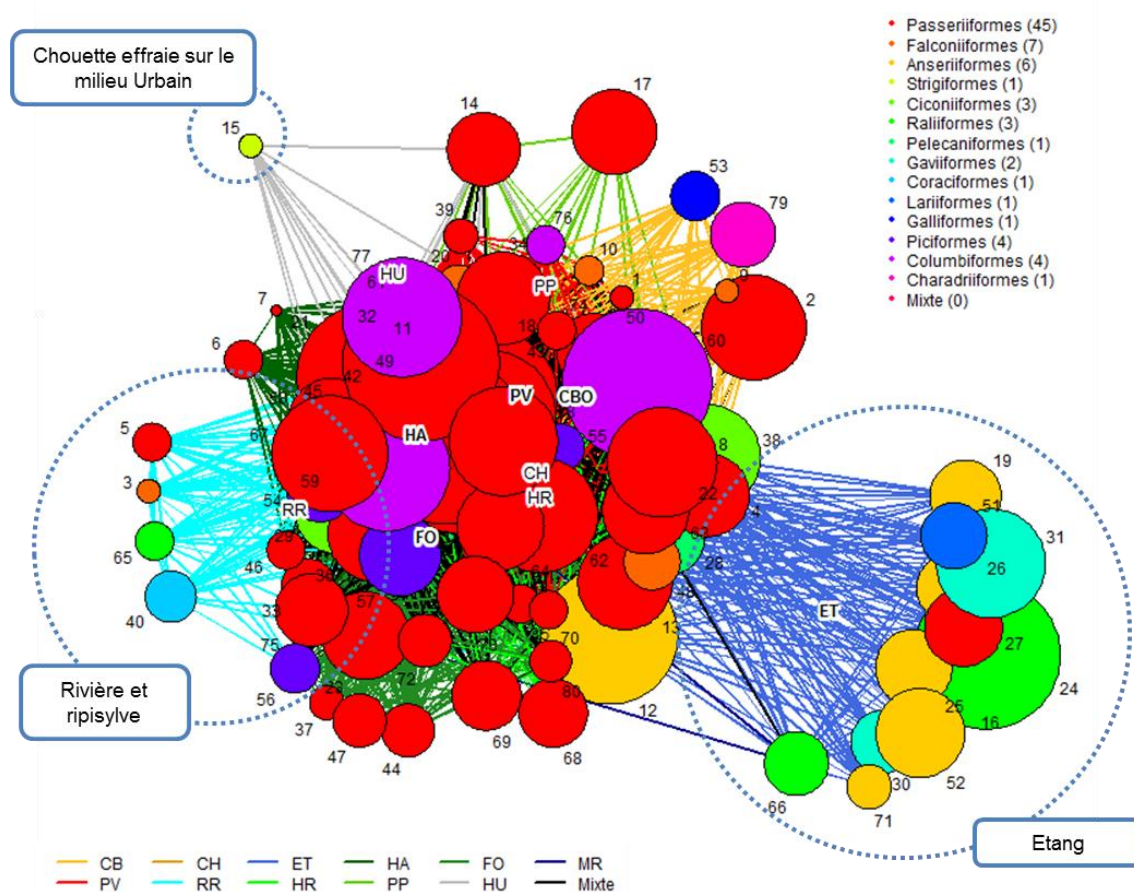 Chouette effraie sur le
milieu Urbain
Passeriiformes (45)
Falconiiformes (7)
Anseriiformes (6)
Strigiformes (1)
Ciconiiformes (3)
Raliiformes (3)
Pelecaniformes (1)
Gaviiformes (2)
Coraciformes (1)
Lariiformes (1)
Galliformes (1)
Piciformes (4)
Columbiformes (4)
Charadriiformes (1)
Mixte (0)
17
14
15
53
79
39
76
34
20
10
77
HU
PP
9
1
2
7
32
11
18
50
60
6
49
42
45
PV
CBO
5
HA
55
8
38
59
CH
22
4
19
3
54
RR
HR
51
FO
31
65
29
46
62
28
26
36
33
57
ET
40
13
27
75
70
24
72
80
25
16
56
12
37
69
52
47
44
68
66
30
71
Rivière et
ripisylve
Etang
CB CH ET HA FO MR
PV RR HR PP HU Mixte